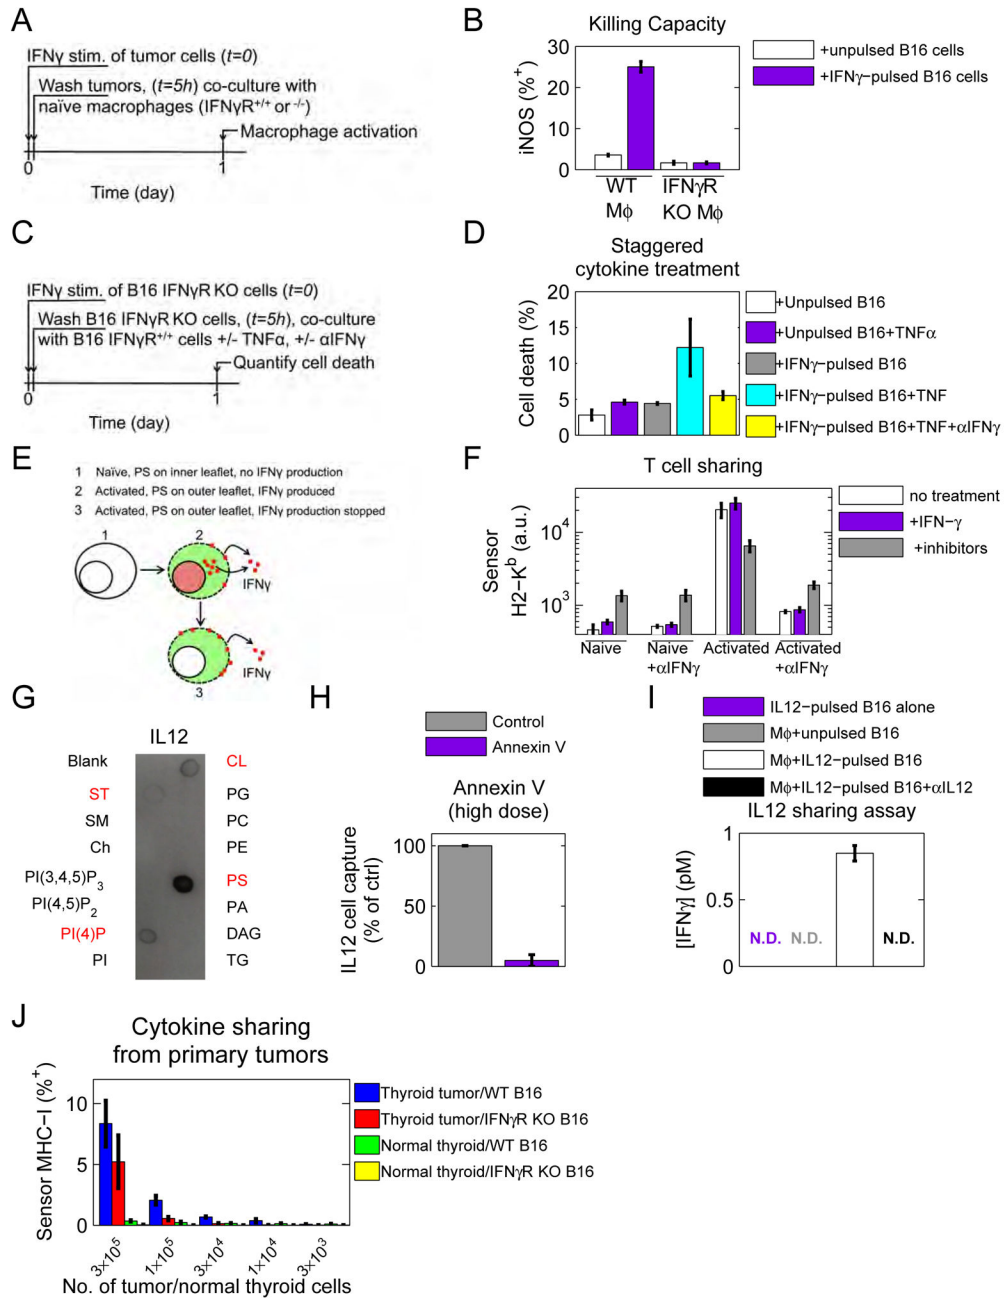 A
IFNγ stim. of tumor cells (t=0)
Wash tumors, (t=5h) co-culture with
naïve macrophages (IFNγR+/+ or -/-)
Macrophage activation
0
1
Time (day)
B
Killing Capacity
iNOS (%+)
30
20
10
0
WT
Mϕ
IFNγR
KO Mϕ
+unpulsed B16 cells
+IFNγ-pulsed B16 cells
C
IFNγ stim. of B16 IFNγR KO cells (t=0)
Wash B16 IFNγR KO cells, (t=5h), co-culture
with B16 IFNγR+/+ cells +/- TNFα, +/- αIFNγ
Quantify cell death
0
1
Time (day)
D
Staggered
cytokine treatment
Cell death (%)
20
15
10
5
0
+Unpulsed B16
+Unpulsed B16+TNFα
+IFNγ-pulsed B16
+IFNγ-pulsed B16+TNF
+IFNγ-pulsed B16+TNF+αIFNγ
E
1 Naïve, PS on inner leaflet, no IFNγ production
2 Activated, PS on outer leaflet, IFNγ produced
3 Activated, PS on outer leaflet, IFNγ production stopped
1
2
IFNγ
IFNγ
3
F
T cell sharing
Sensor
H2-Kb (a.u.)
10^4
10^3
Naive
Naive
+αIFNγ
Activated
Activated
+αIFNγ
no treatment
+IFN-γ
+inhibitors
G
IL12
Blank
ST
SM
Ch
PI(3,4,5)P3
PI(4,5)P2
PI(4)P
PI
CL
PG
PC
PE
PS
PA
DAG
TG
H
Control
Annexin V
Annexin V
(high dose)
IL12 cell capture
(% of ctrl)
100
50
0
I
IL12-pulsed B16 alone
Mϕ+unpulsed B16
Mϕ+IL12-pulsed B16
Mϕ+IL12-pulsed B16+αIL12
IL12 sharing assay
[IFNγ] (pM)
1
0.5
0
N.D.
N.D.
N.D.
J
Cytokine sharing
from primary tumors
Sensor MHC-I (%+)
10
5
0
3×10^5
1×10^5
3×10^4
1×10^4
3×10^3
No. of tumor/normal thyroid cells
Thyroid tumor/WT B16
Thyroid tumor/IFNγR KO B16
Normal thyroid/WT B16
Normal thyroid/IFNγR KO B16